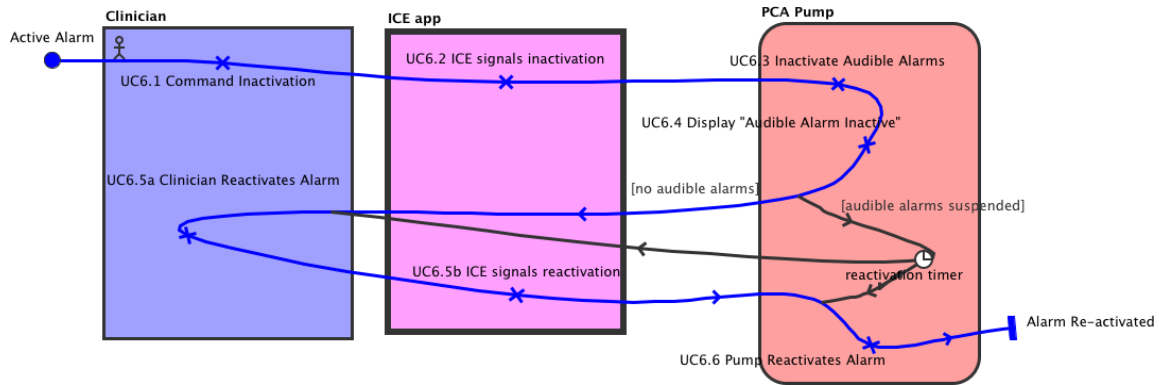 Clinician
ICE app
PCA Pump
Active Alarm
UC6.1 Command Inactivation
UC6.2 ICE signals inactivation
UC6.3 Inactivate Audible Alarms
UC6.4 Display "Audible Alarm Inactive"
UC6.5a Clinician Reactivates Alarm
[no audible alarms]
[audible alarms suspended]
UC6.5b ICE signals reactivation
reactivation timer
Alarm Re-activated
UC6.6 Pump Reactivates Alarm